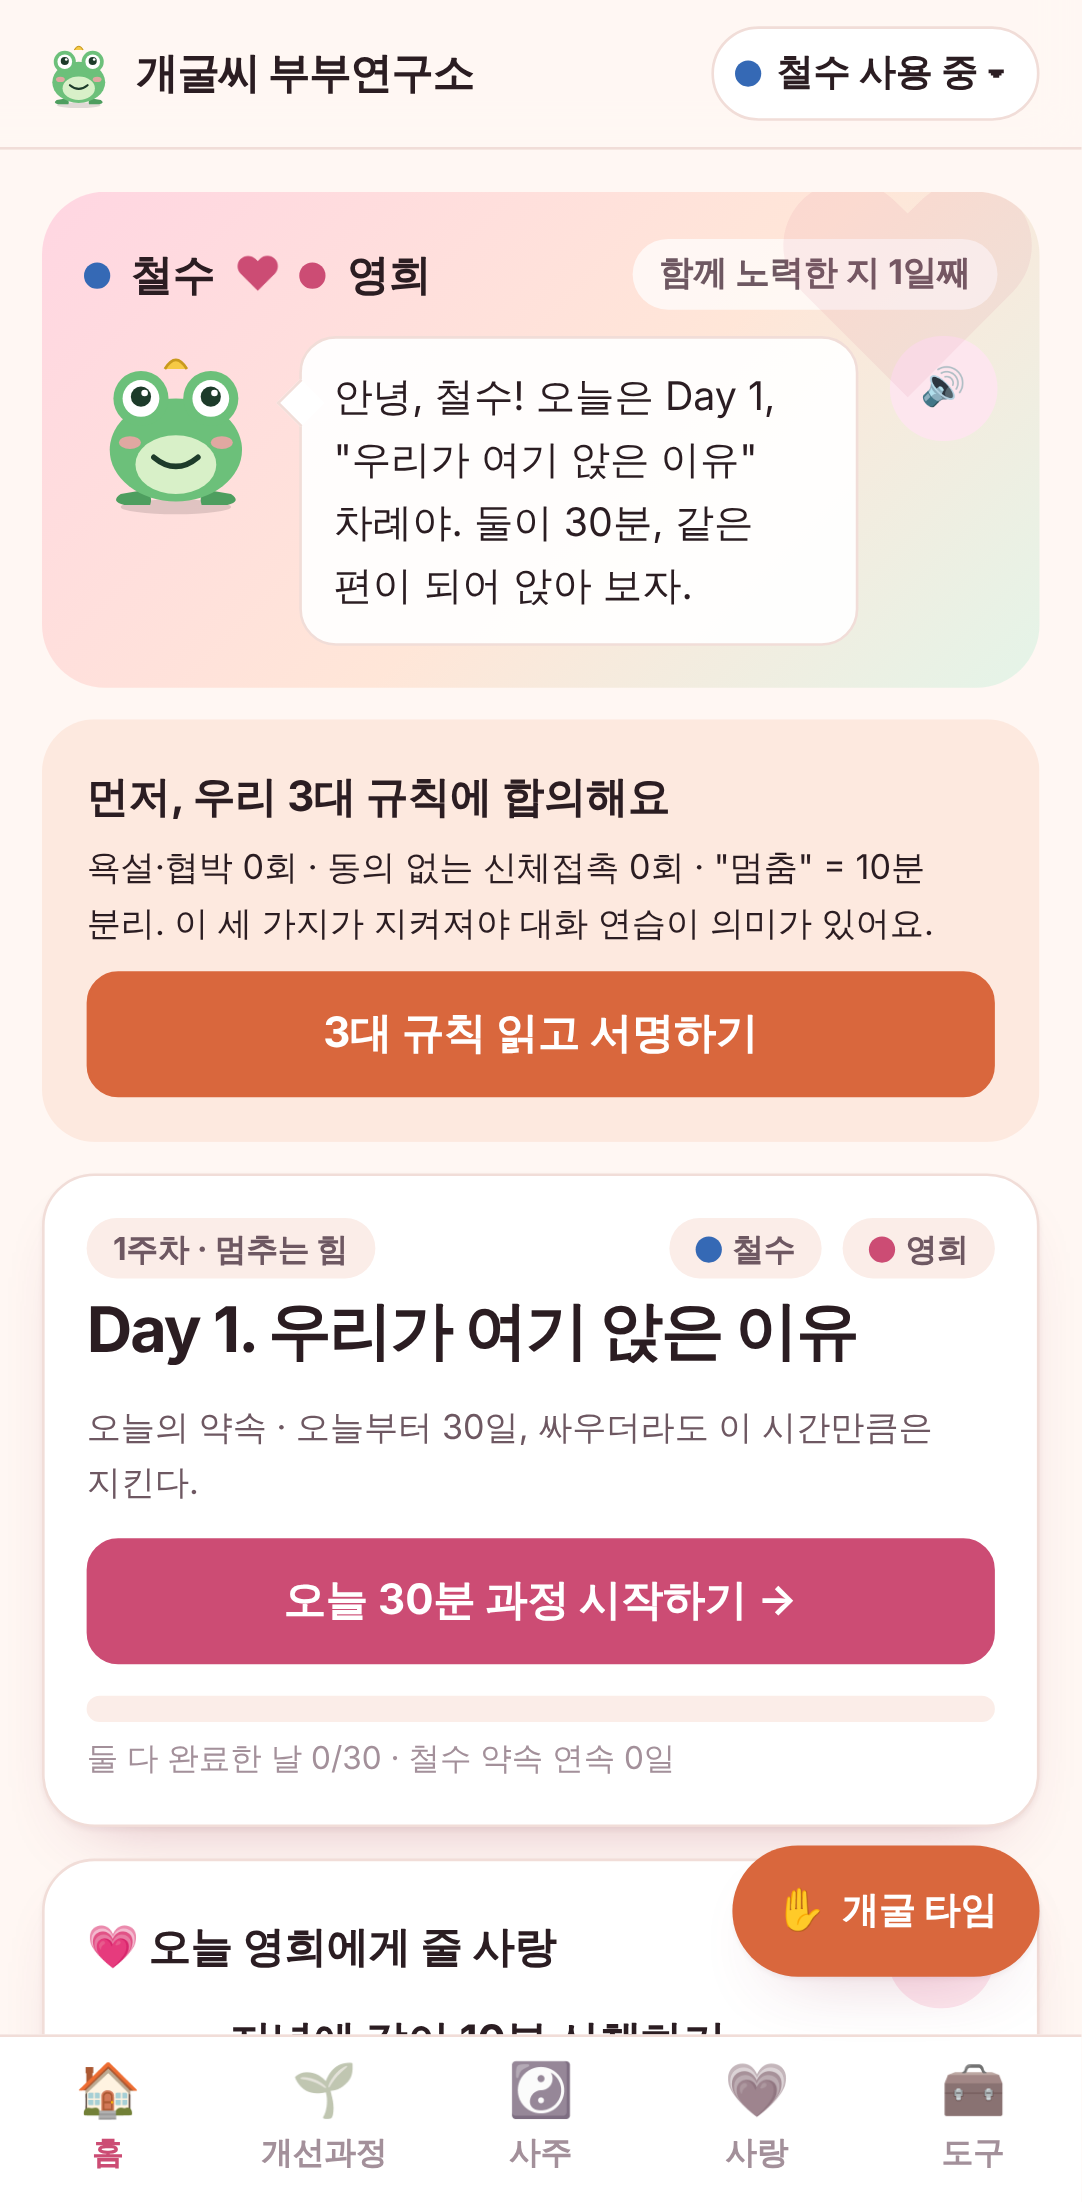 개굴씨 부부연구소
철수 사용 중
철수 영희
함께 노력한 지 1일째
안녕, 철수! 오늘은 Day 1,
"우리가 여기 앉은 이유"
차례야. 둘이 30분, 같은
편이 되어 앉아 보자.
먼저, 우리 3대 규칙에 합의해요
욕설·협박 0회 · 동의 없는 신체접촉 0회 · "멈춤" = 10분
분리. 이 세 가지가 지켜져야 대화 연습이 의미가 있어요.
3대 규칙 읽고 서명하기
1주차 · 멈추는 힘
철수 영희
Day 1. 우리가 여기 앉은 이유
오늘의 약속 · 오늘부터 30일, 싸우더라도 이 시간만큼은
지킨다.
오늘 30분 과정 시작하기 →
둘 다 완료한 날 0/30 · 철수 약속 연속 0일
개굴 타임
오늘 영희에게 줄 사랑
홈
개선과정
사주
사랑
도구